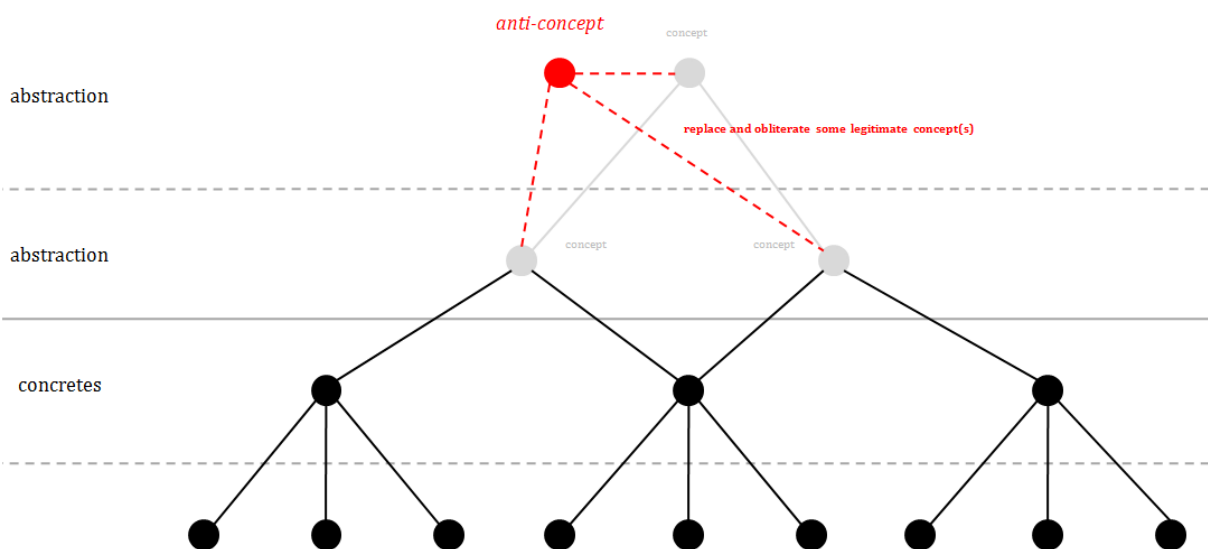 anti-concept
concept
abstraction
replace and obliterate some legitimate concept(s)
abstraction
concept
concept
concretes